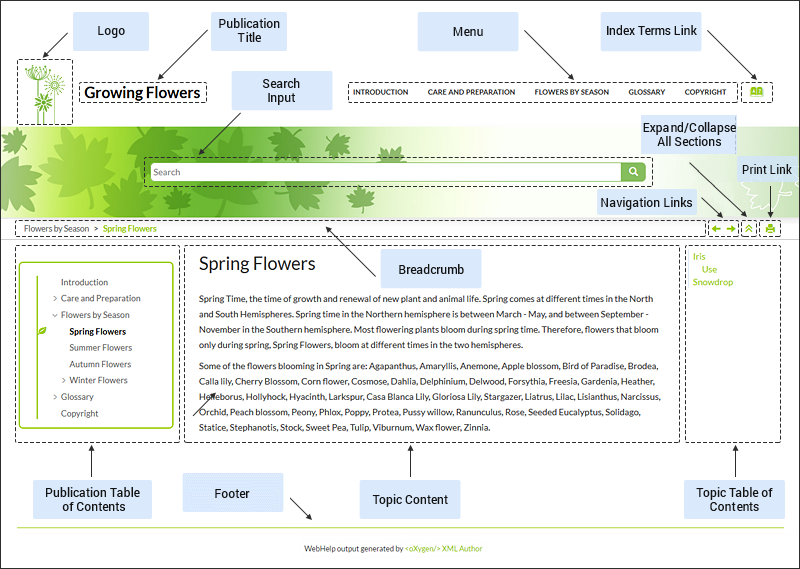 Logo
Publication
Title
Menu
Index Terms Link
Growing Flowers
Search
Input
INTRODUCTION
CARE AND PREPARATION
FLOWERS BY SEASON
GLOSSARY
COPYRIGHT
Expand/Collapse
All Sections
Print Link
Search
Navigation Links
Flowers by Season > Spring Flowers
Breadcrumb
Introduction
Care and Preparation
Flowers by Season
Spring Flowers
Summer Flowers
Autumn Flowers
Winter Flowers
Glossary
Copyright
Spring Flowers
Spring Time, the time of growth and renewal of new plant and animal life. Spring comes at different times in the North
and South Hemispheres. Spring time in the Northern hemisphere is between March - May, and between September -
November in the Southern hemisphere. Most flowering plants bloom during spring time. Therefore, flowers that bloom
only during spring, Spring Flowers, bloom at different times in the two hemispheres.
Some of the flowers blooming in Spring are: Agapanthus, Amaryllis, Anemone, Apple blossom, Bird of Paradise, Brodea,
Calla lily, Cherry Blossom, Corn flower, Cosmose, Dahlia, Delphinium, Delwood, Forsythia, Freesia, Gardenia, Heather,
Helleborus, Hollyhock, Hyacinth, Larkspur, Casa Blanca Lily, Gloriosa Lily, Stargazer, Liatrus, Lilac, Lisianthus, Narcissus,
Orchid, Peach blossom, Peony, Phlox, Poppy, Protea, Pussy willow, Ranunculus, Rose, Seeded Eucalyptus, Solidago,
Statice, Stephanotis, Stock, Sweet Pea, Tulip, Viburnum, Wax flower, Zinnia.
Iris
Use
Snowdrop
Publication Table
of Contents
Footer
Topic Content
Topic Table of
Contents
WebHelp output generated by <oXygen/> XML Author